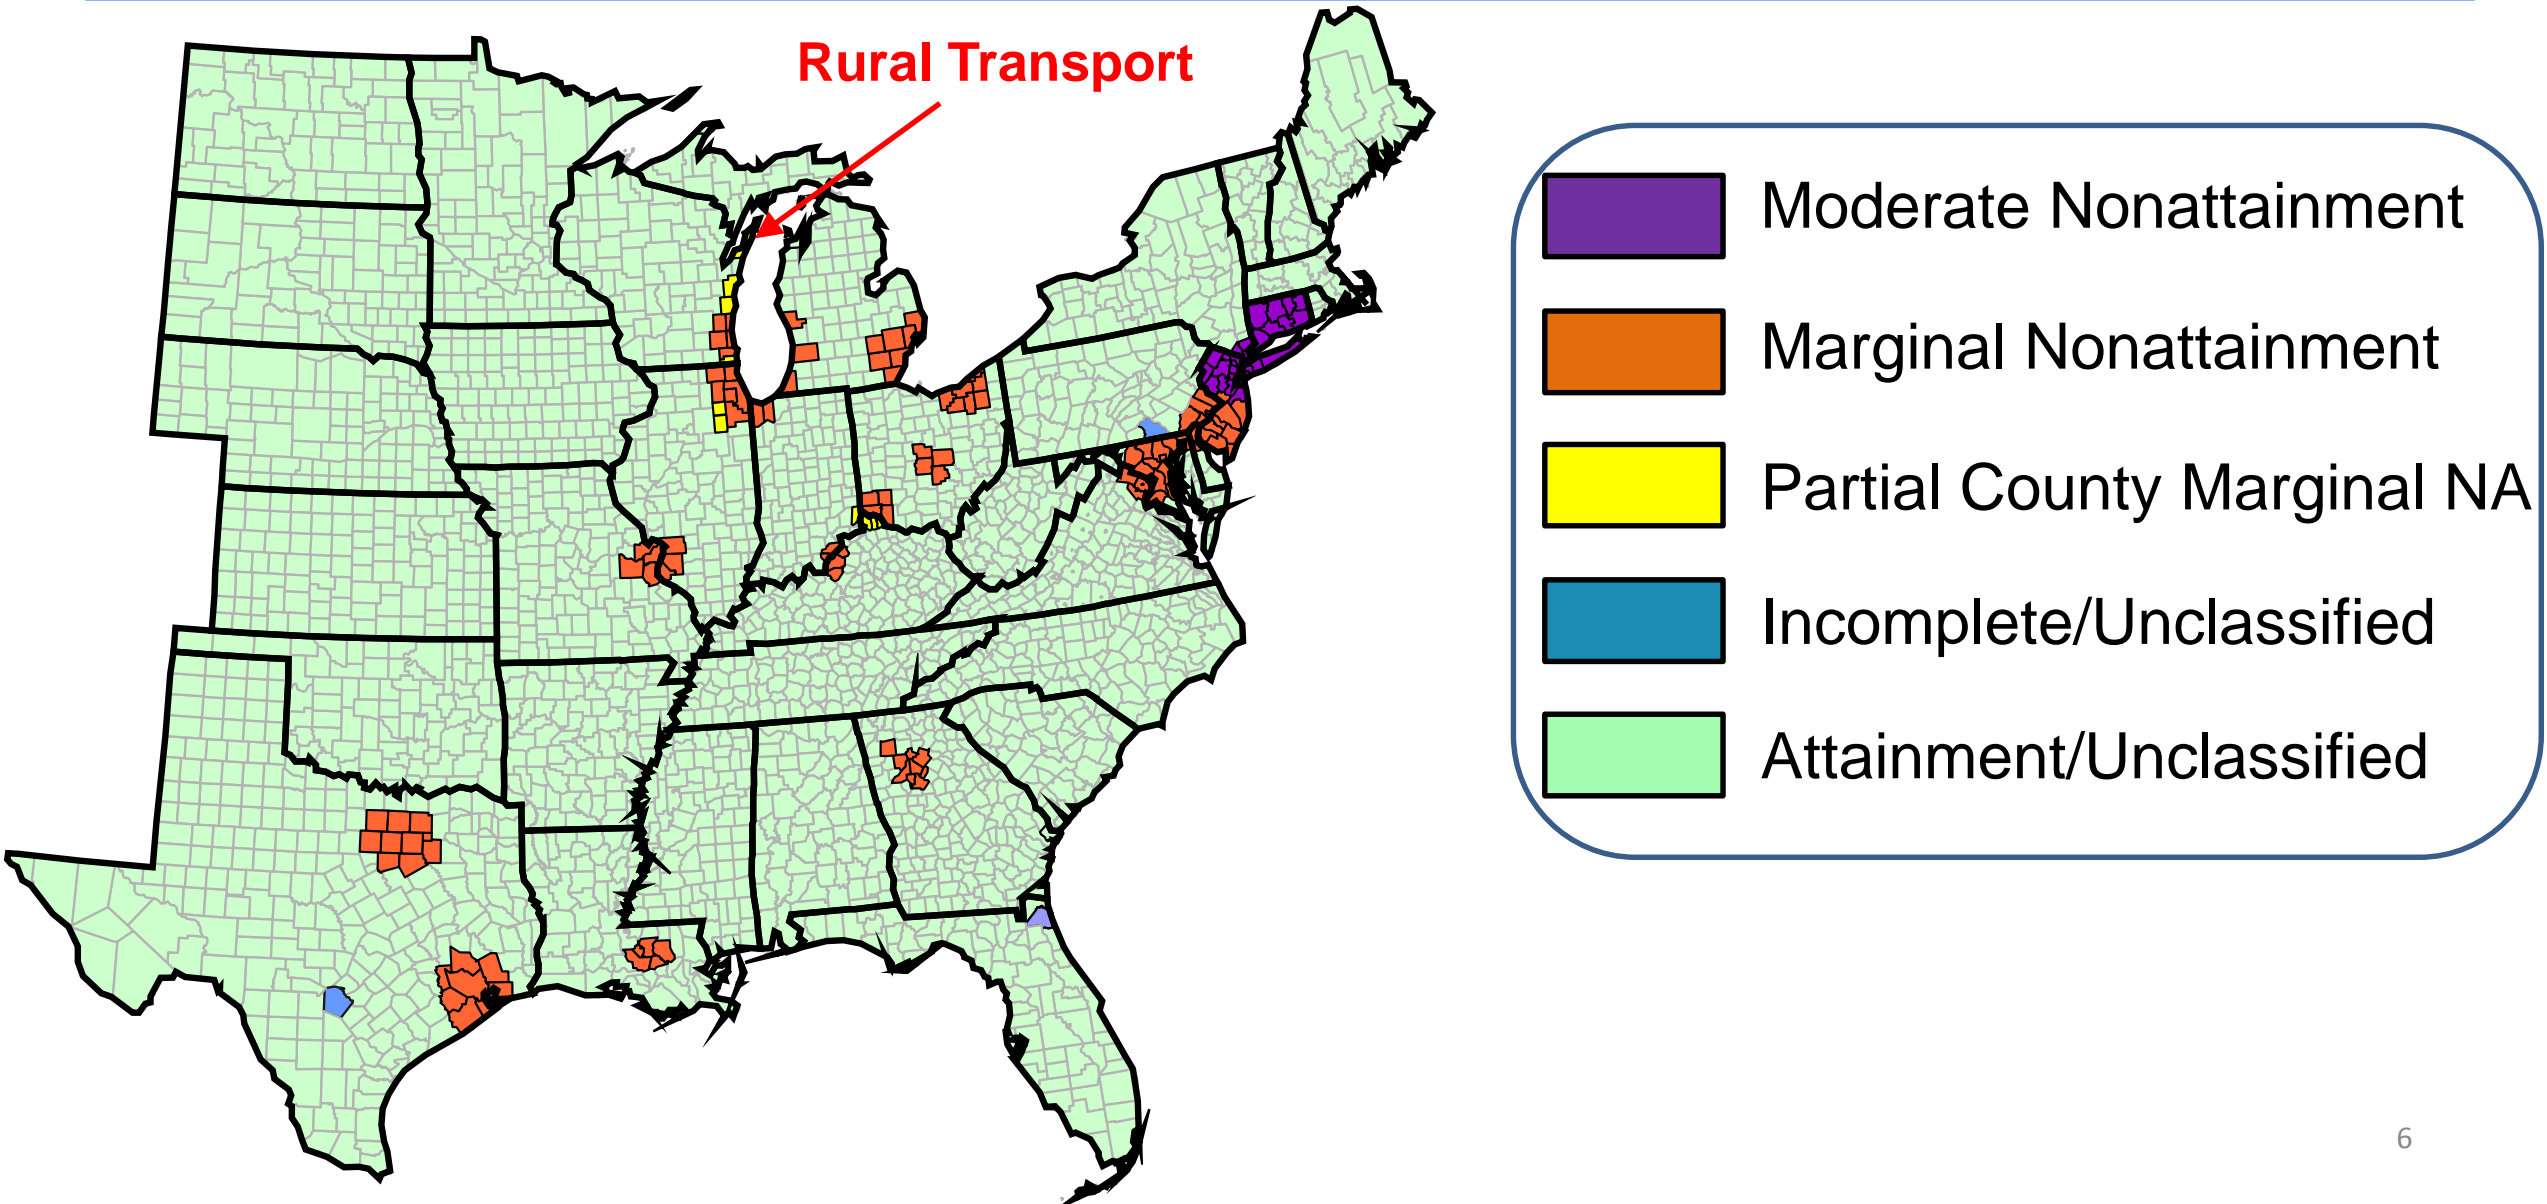 Rural Transport
Moderate Nonattainment
Marginal Nonattainment
Partial County Marginal NA
Incomplete/Unclassified
Attainment/Unclassified
6